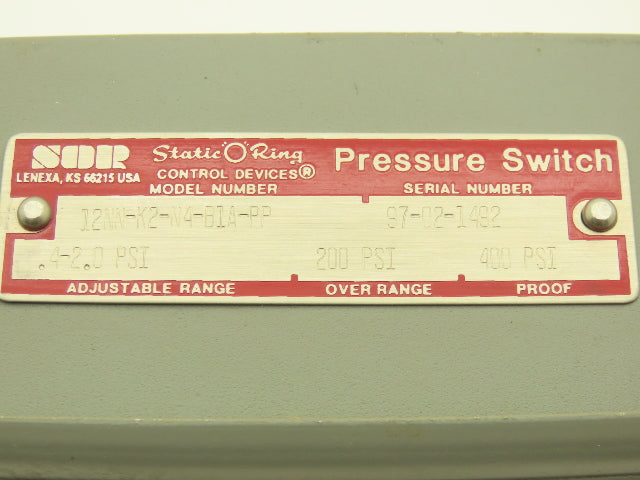 SOR Static "O" Ring Pressure Switch
LENEXA, KS 66215 USA CONTROL DEVICES®
MODEL NUMBER SERIAL NUMBER
12NN-K2-N4-B1A-PP 97-02-1492
.4-2.0 PSI 200 PSI 400 PSI
ADJUSTABLE RANGE OVER RANGE PROOF